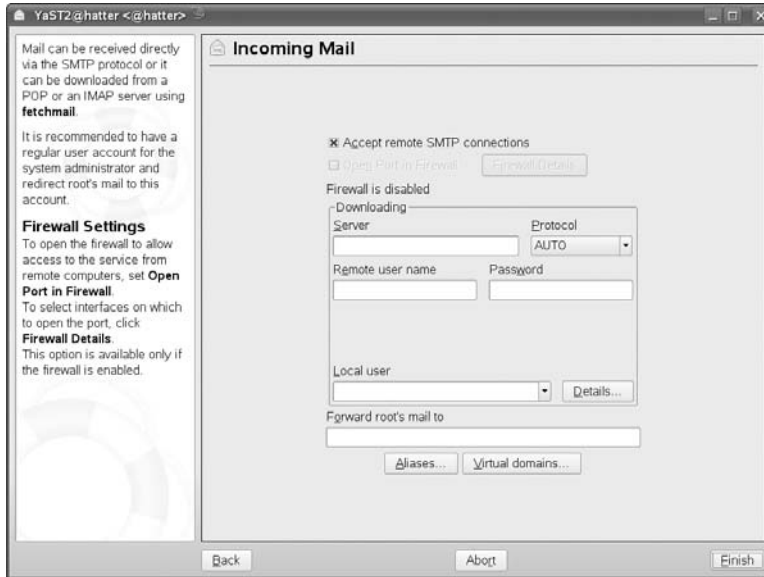 YaST2@hatter <@hatter>
Mail can be received directly
via the SMTP protocol or it
can be downloaded from a
POP or an IMAP server using
fetchmail.
It is recommended to have a
regular user account for the
system administrator and
redirect root's mail to this
account.
Firewall Settings
To open the firewall to allow
access to the service from
remote computers, set Open
Port in Firewall.
To select interfaces on which
to open the port, click
Firewall Details.
This option is available only if
the firewall is enabled.
Incoming Mail
Accept remote SMTP connections
Open Port in Firewall Firewall Details
Firewall is disabled
Downloading
Server Protocol
AUTO
Remote user name Password
Local user
Details...
Forward root's mail to
Aliases... Virtual domains...
Back Abort Finish